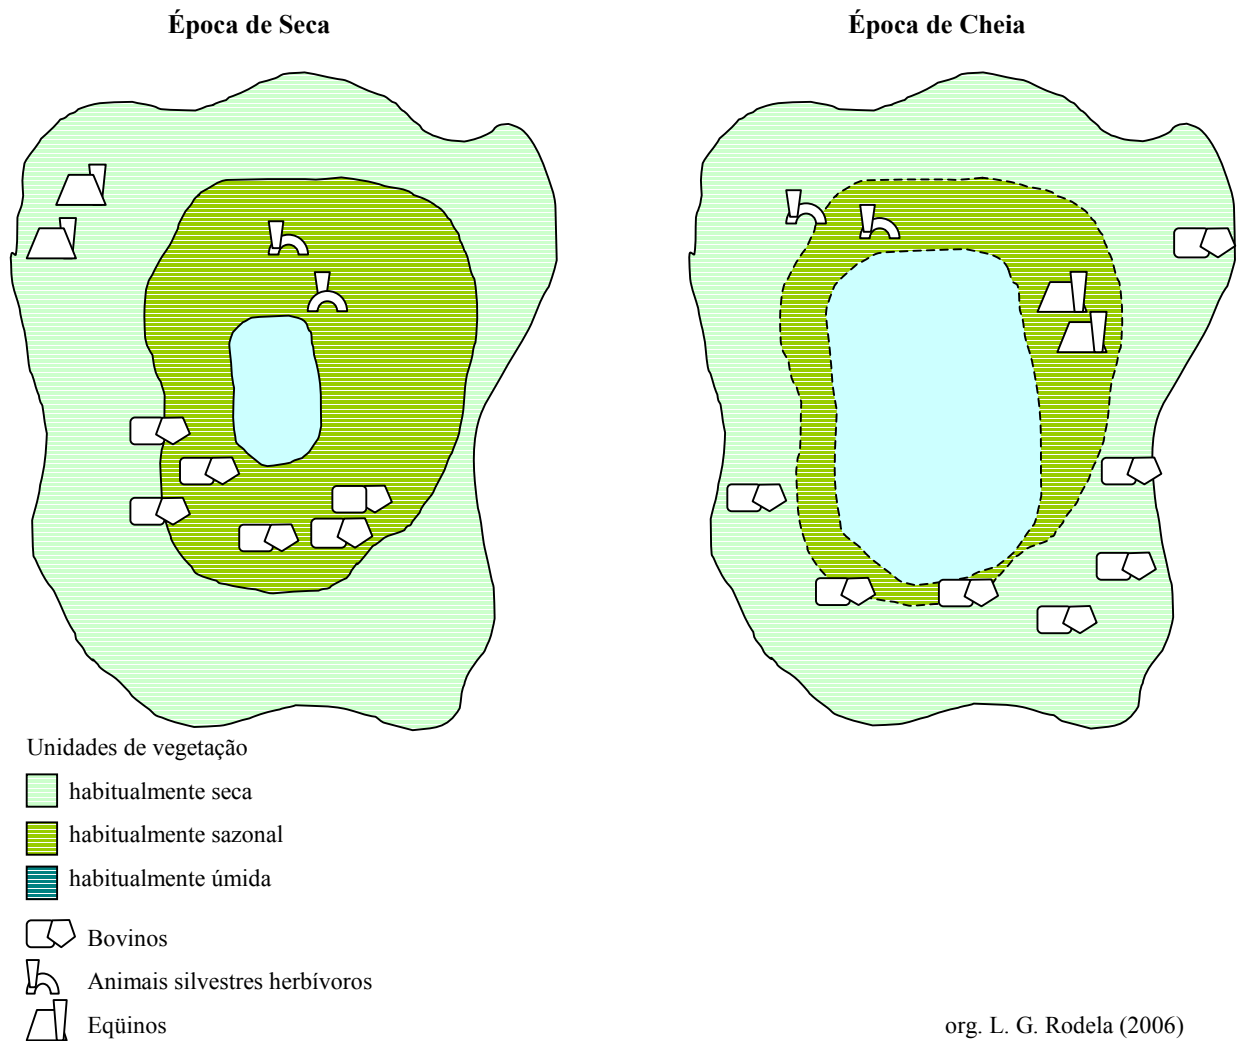 Época de Seca
Época de Cheia
Unidades de vegetação
habitualmente seca
habitualmente sazonal
habitualmente úmida
Bovinos
Animais silvestres herbívoros
Eqüinos
org. L. G. Rodela (2006)